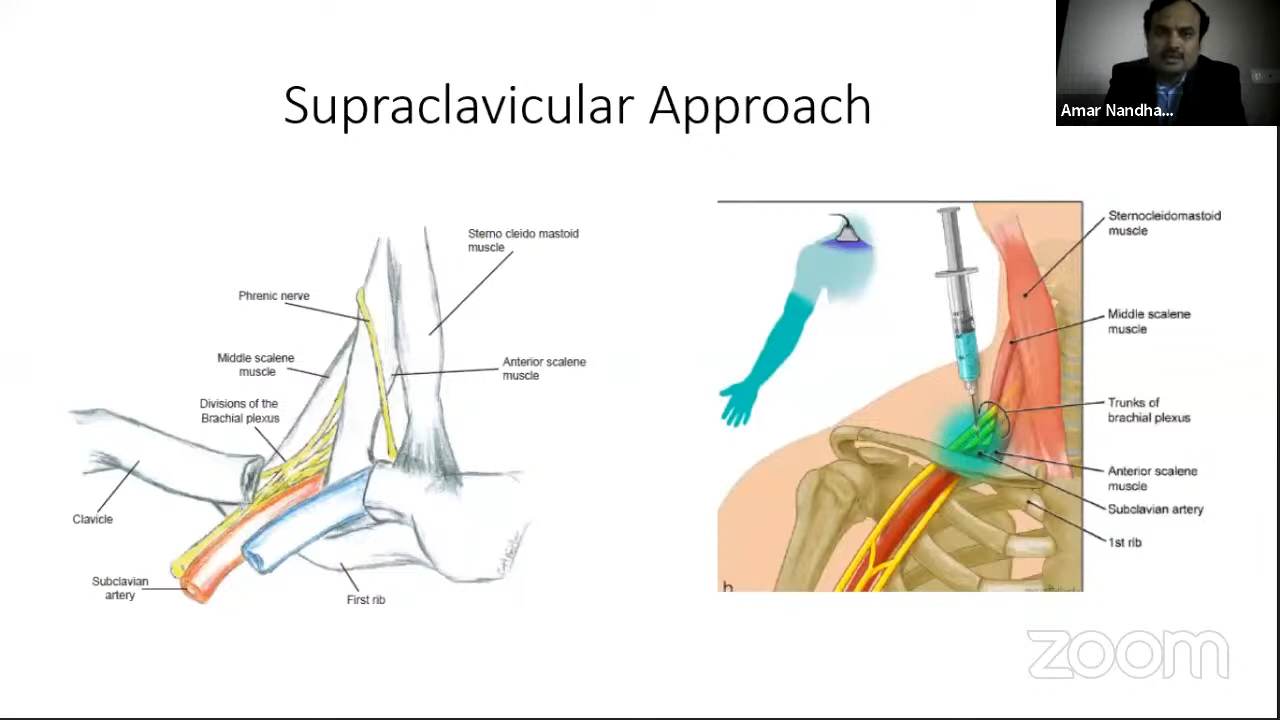 Supraclavicular Approach
Amar Nandha...
Sterno cleido mastoid
muscle
Phrenic nerve
Middle scalene
muscle
Anterior scalene
muscle
Divisions of the
Brachial plexus
Clavicle
Subclavian
artery
First rib
Sternocleidomastoid
muscle
Middle scalene
muscle
Trunks of
brachial plexus
Anterior scalene
muscle
Subclavian artery
1st rib
zoom